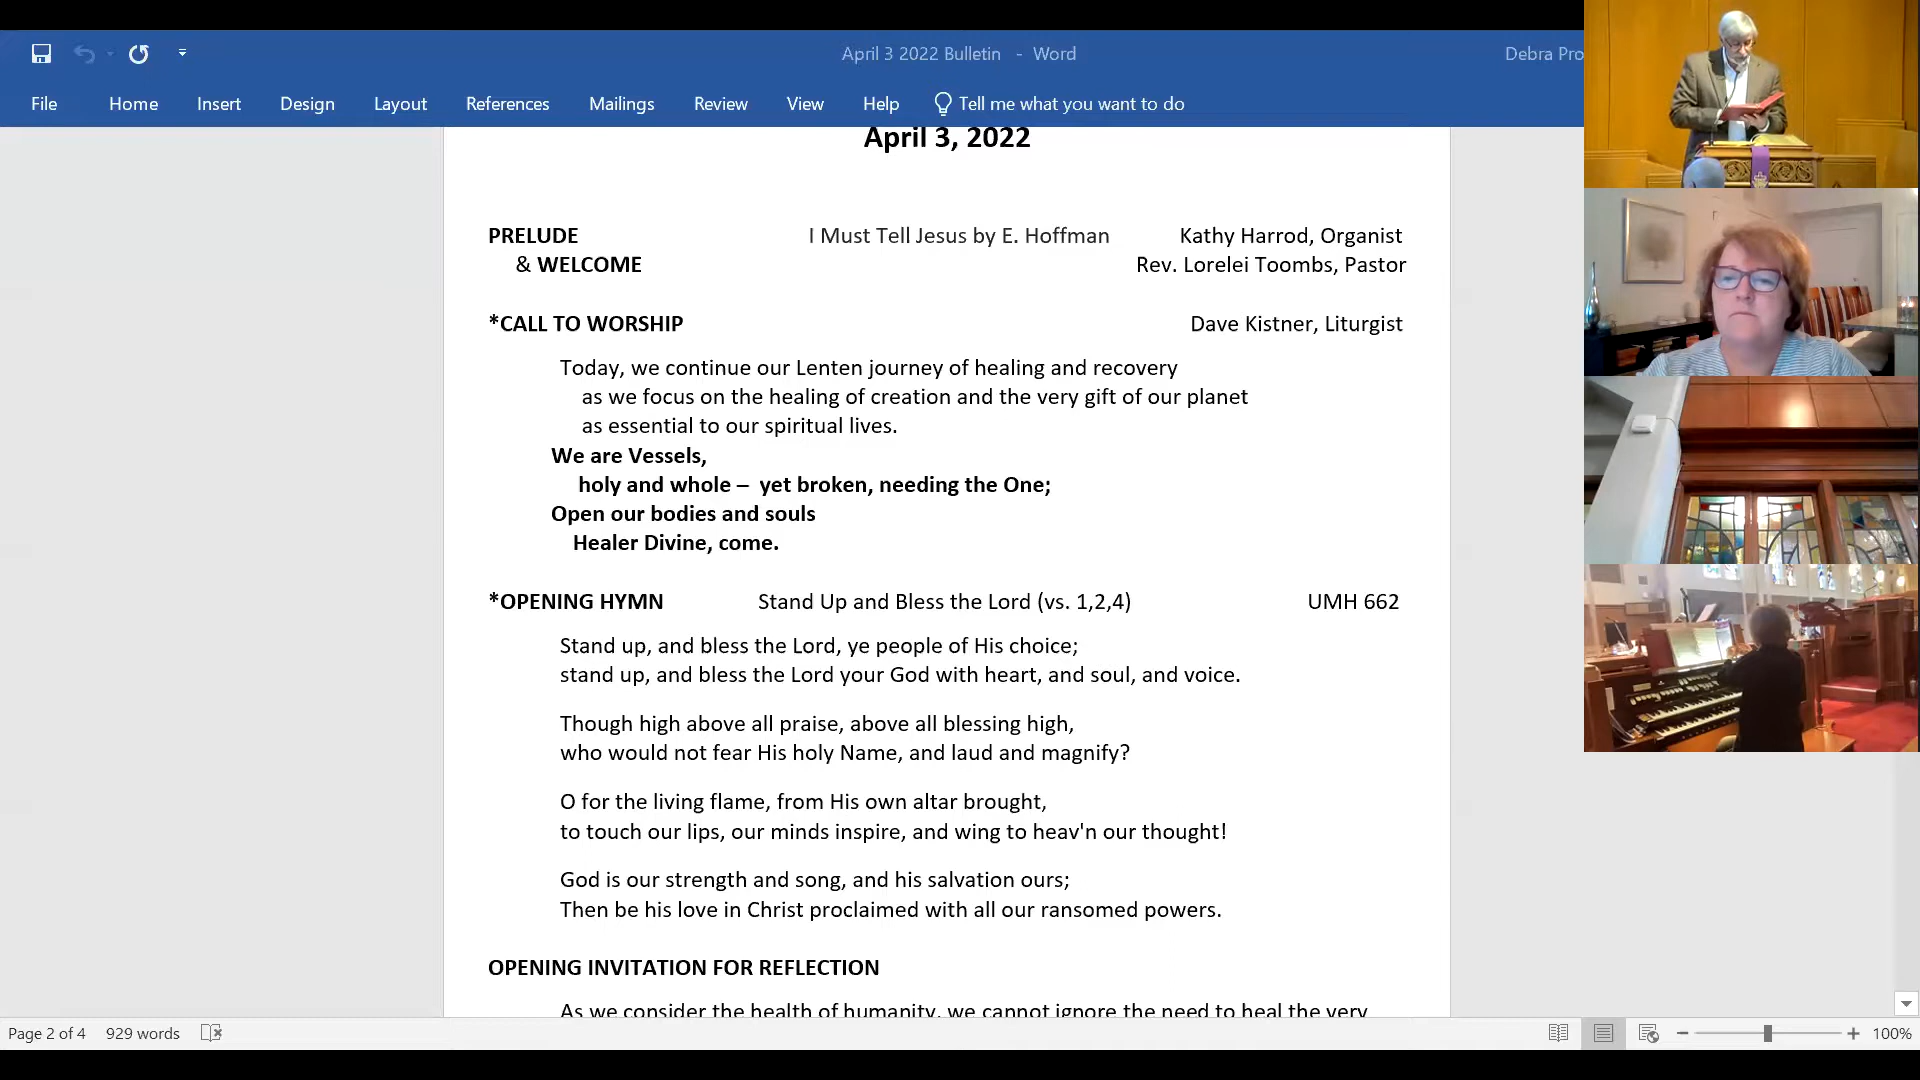 April 3 2022 Bulletin - Word
Debra Pro
File Home Insert Design Layout References Mailings Review View Help Tell me what you want to do
April 3, 2022
PRELUDE I Must Tell Jesus by E. Hoffman Kathy Harrod, Organist
& WELCOME Rev. Lorelei Toombs, Pastor
*CALL TO WORSHIP Dave Kistner, Liturgist
Today, we continue our Lenten journey of healing and recovery
as we focus on the healing of creation and the very gift of our planet
as essential to our spiritual lives.
We are Vessels,
holy and whole – yet broken, needing the One;
Open our bodies and souls
Healer Divine, come.
*OPENING HYMN Stand Up and Bless the Lord (vs. 1,2,4) UMH 662
Stand up, and bless the Lord, ye people of His choice;
stand up, and bless the Lord your God with heart, and soul, and voice.
Though high above all praise, above all blessing high,
who would not fear His holy Name, and laud and magnify?
O for the living flame, from His own altar brought,
to touch our lips, our minds inspire, and wing to heav'n our thought!
God is our strength and song, and his salvation ours;
Then be his love in Christ proclaimed with all our ransomed powers.
OPENING INVITATION FOR REFLECTION
As we consider the health of humanity, we cannot ignore the need to heal the very
Page 2 of 4 929 words 100%